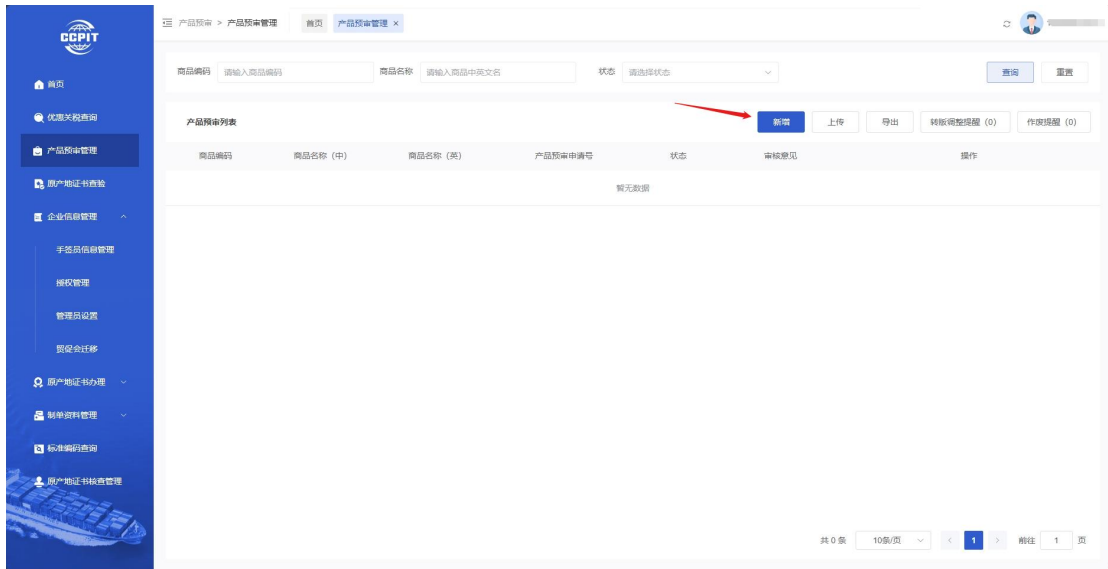 CCPIT
产品预审 > 产品预审管理 首页 产品预审管理 ×
商品编码 请输入商品编码 商品名称 请输入商品中英文名 状态 请选择状态 查询 重置
首页
优惠关税查询
产品预审管理
原产地证书查验
企业信息管理
手签员信息管理
授权管理
管理员设置
贸促会迁移
原产地证书办理
制单资料管理
标准编码查询
原产地证书核查管理
产品预审列表 新增 上传 导出 转版调整提醒（0） 作废提醒（0）
商品编码 商品名称（中） 商品名称（英） 产品预审申请号 状态 审核意见 操作
暂无数据
共 0 条 10条/页 < 1 > 前往 1 页